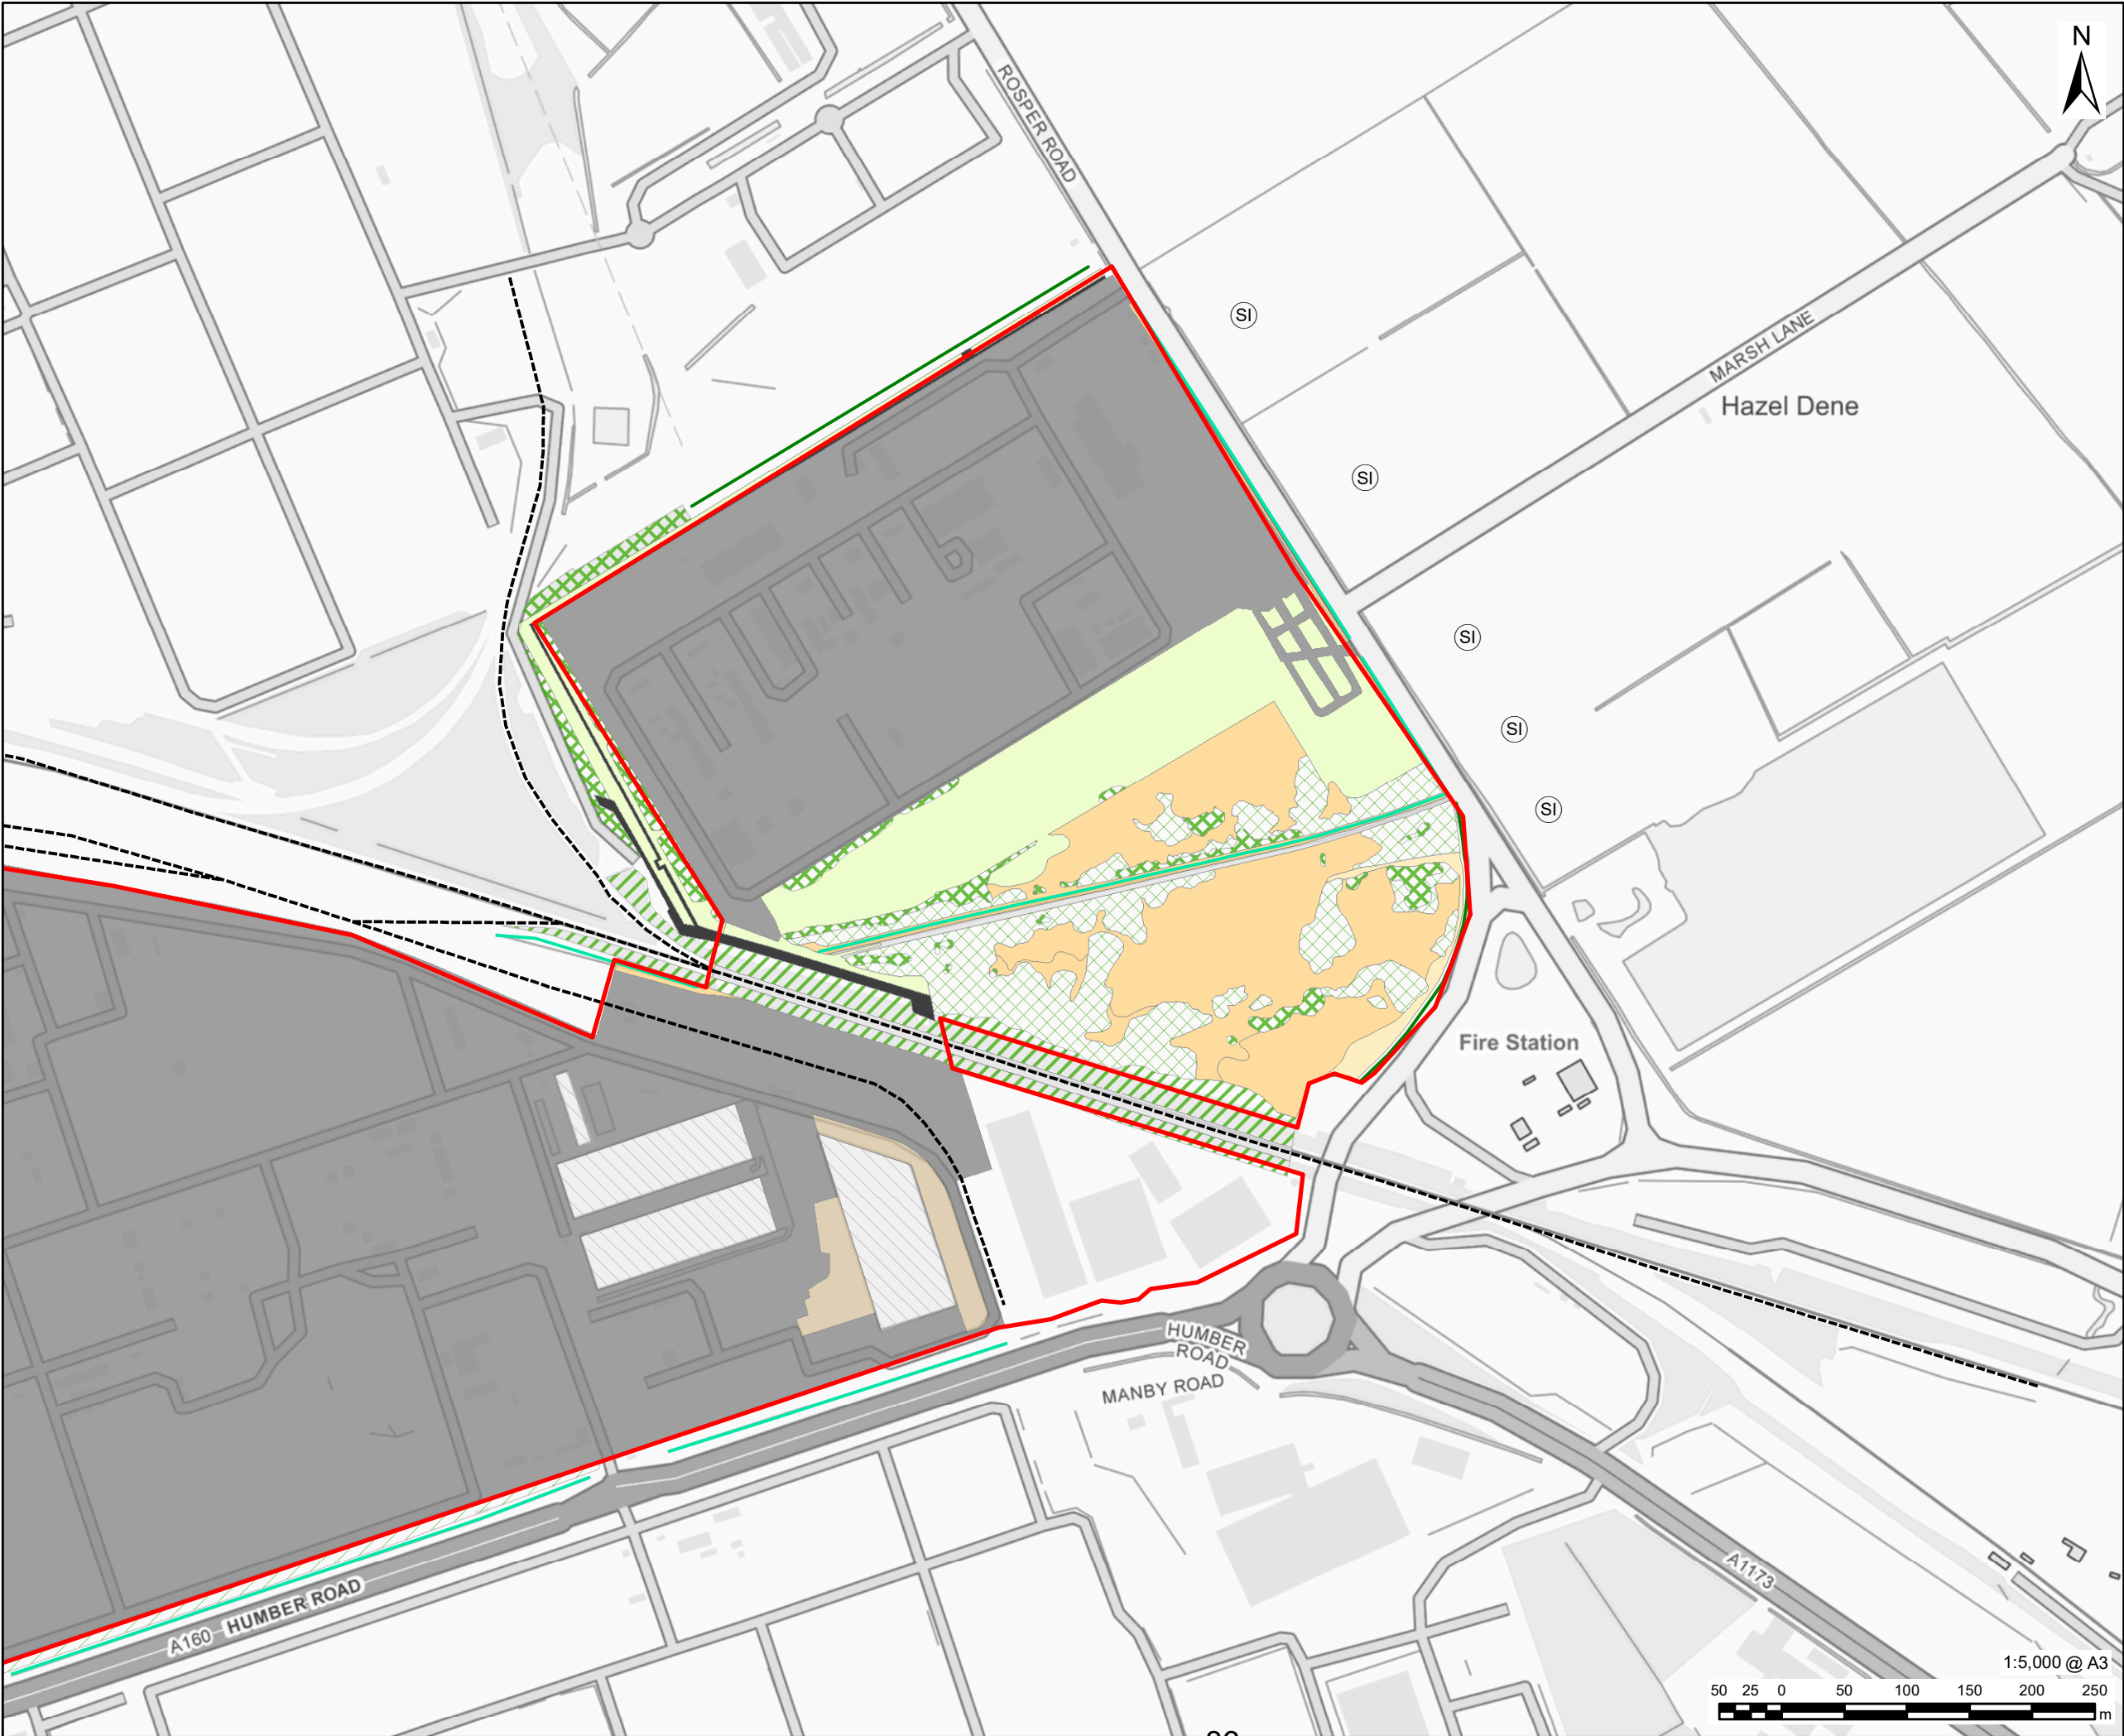 N
ROSPER ROAD
SI
MARSH LANE
Hazel Dene
SI
SI
SI
SI
Fire Station
HUMBER
ROAD
MANBY ROAD
A1173
A160 HUMBER ROAD
1:5,000 @ A3
50 25 0 50 100 150 200 250
m